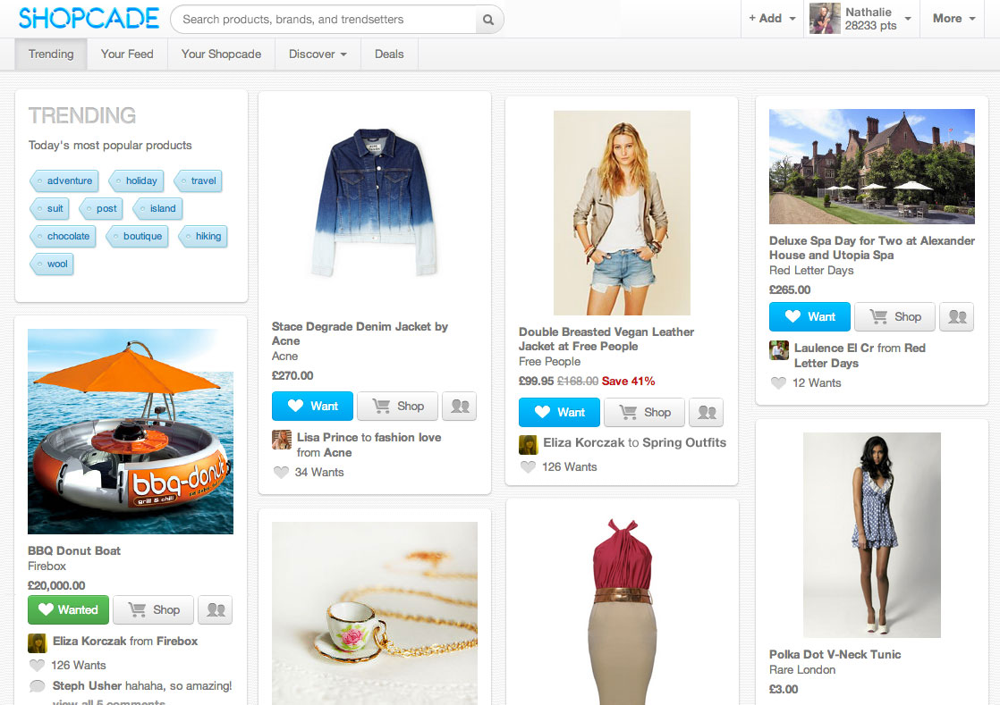 SHOPCADE
Search products, brands, and trendsetters
+ Add
Nathalie
28233 pts
More
Trending
Your Feed
Your Shopcade
Discover
Deals
TRENDING
Today's most popular products
adventure
holiday
travel
suit
post
island
chocolate
boutique
hiking
wool
bbq-donut
grill & chill
BBQ Donut Boat
Firebox
£20,000.00
Wanted
Shop
Eliza Korczak from Firebox
126 Wants
Steph Usher hahaha, so amazing!
view all 5 comments
Stace Degrade Denim Jacket by
Acne
Acne
£270.00
Want
Shop
Lisa Prince to fashion love
from Acne
34 Wants
Double Breasted Vegan Leather
Jacket at Free People
Free People
£99.95 £168.00 Save 41%
Want
Shop
Eliza Korczak to Spring Outfits
126 Wants
Deluxe Spa Day for Two at Alexander
House and Utopia Spa
Red Letter Days
£265.00
Want
Shop
Laulence El Cr from Red
Letter Days
12 Wants
Polka Dot V-Neck Tunic
Rare London
£3.00